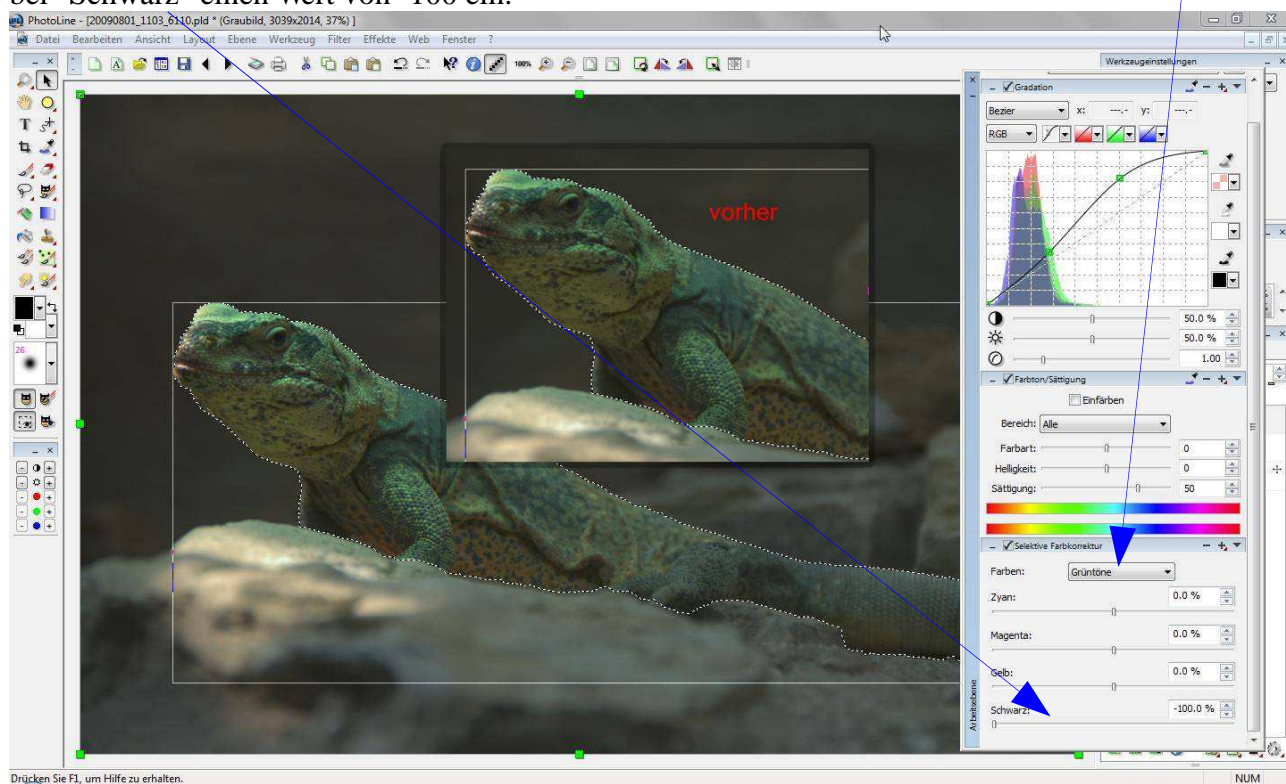 bei "Schwarz" einen Wert von -100 ein.
PhotoLine - [20090801_1103_6110.pld * (Graubild, 3039x2014, 37%) ]
Datei Bearbeiten Ansicht Layout Ebene Werkzeug Filter Effekte Web Fenster ?
100%
Werkzeugeinstellungen
Gradation
Bezier x: ---,- y: ---,-
RGB
vorher
50.0 %
50.0 %
1.00
26
Farbton/Sättigung
Einfärben
Bereich: Alle
Farbart: 0
Helligkeit: 0
Sättigung: 50
Selektive Farbkorrektur
Farben: Grüntöne
Zyan: 0.0 %
Magenta: 0.0 %
Gelb: 0.0 %
Schwarz: -100.0 %
Arbeitsebene
Drücken Sie F1, um Hilfe zu erhalten.
NUM